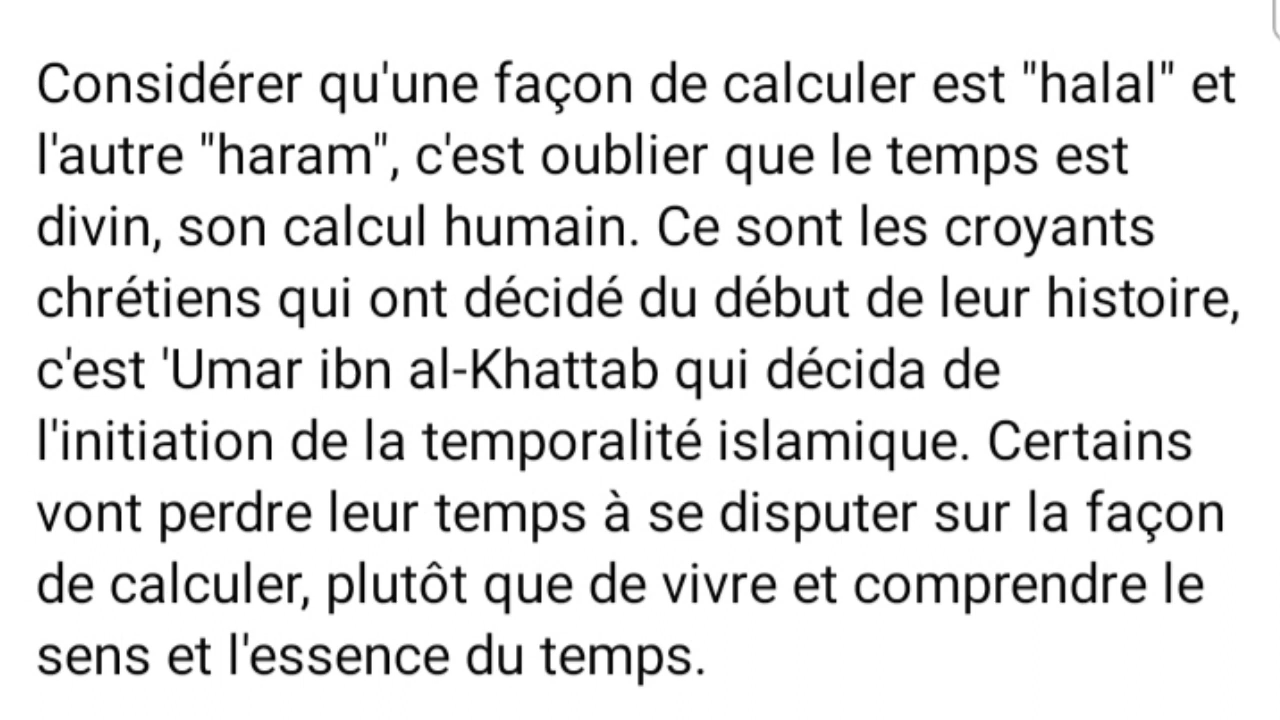 Considérer qu'une façon de calculer est "halal" et
l'autre "haram", c'est oublier que le temps est
divin, son calcul humain. Ce sont les croyants
chrétiens qui ont décidé du début de leur histoire,
c'est 'Umar ibn al-Khattab qui décida de
l'initiation de la temporalité islamique. Certains
vont perdre leur temps à se disputer sur la façon
de calculer, plutôt que de vivre et comprendre le
sens et l'essence du temps.